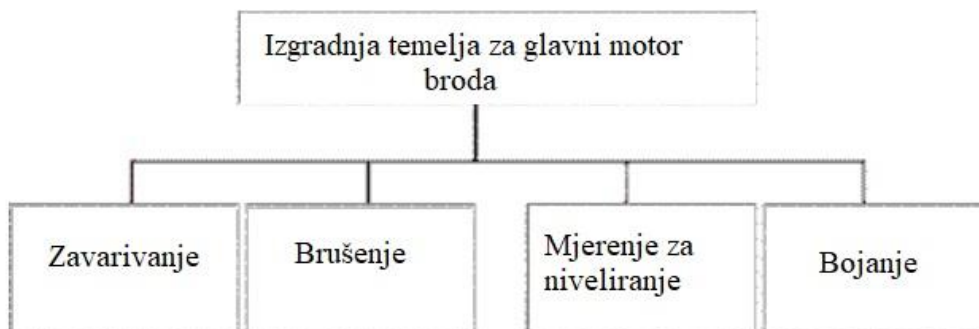 Izgradnja temelja za glavni motor
broda
Zavarivanje
Brušenje
Mjerenje za
niveliranje
Bojanje